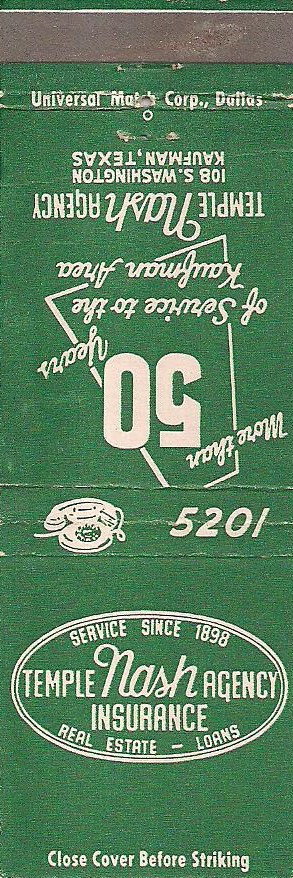 Universal Match Corp., Dallas
More than
50
Years
of Service to the
Kaufman Area
TEMPLE Nash AGENCY
108 S. WASHINGTON
KAUFMAN, TEXAS
5201
SERVICE SINCE 1898
TEMPLE Nash AGENCY
INSURANCE
REAL ESTATE - LOANS
Close Cover Before Striking